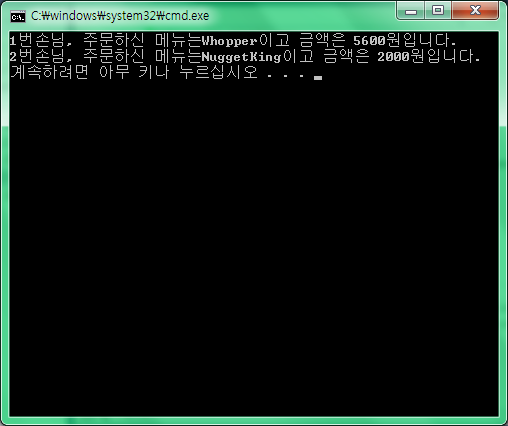 C:₩windows₩system32₩cmd.exe
1번손님, 주문하신 메뉴는Whopper이고 금액은 5600원입니다.
2번손님, 주문하신 메뉴는NuggetKing이고 금액은 2000원입니다.
계속하려면 아무 키나 누르십시오 . . .